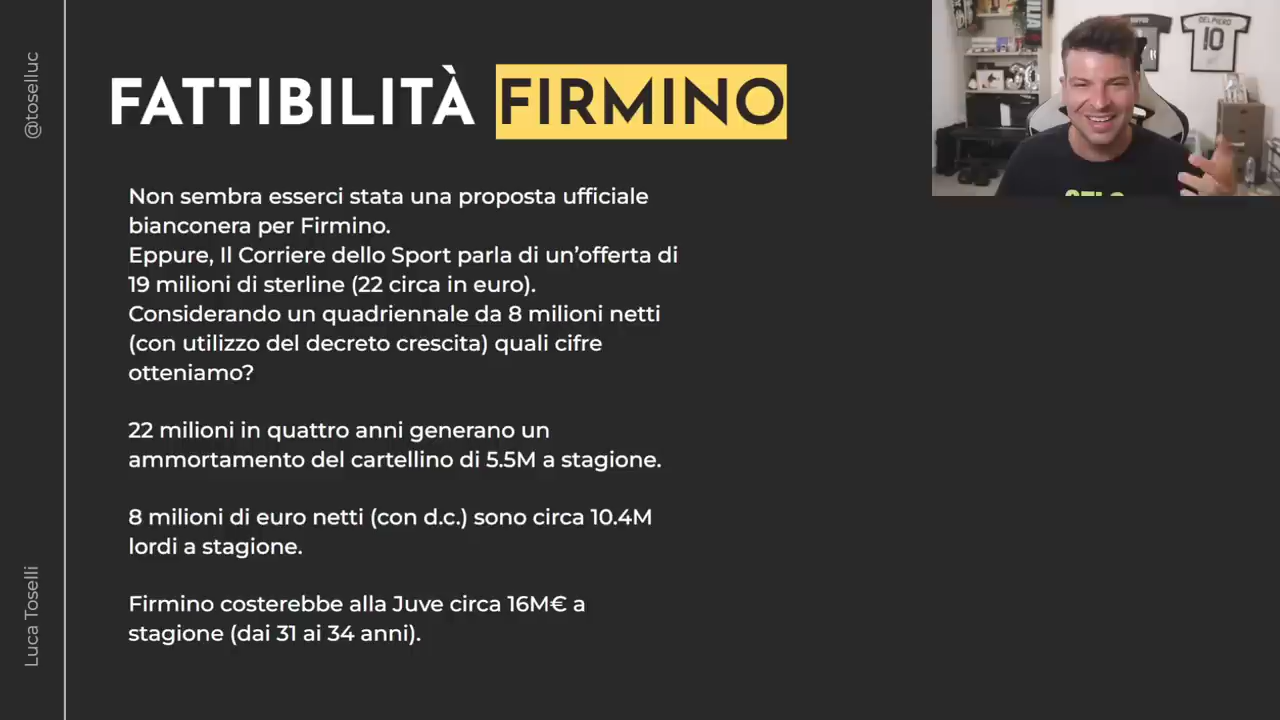 @toselluc
Luca Toselli
FATTIBILITÀ FIRMINO
Non sembra esserci stata una proposta ufficiale
bianconera per Firmino.
Eppure, Il Corriere dello Sport parla di un’offerta di
19 milioni di sterline (22 circa in euro).
Considerando un quadriennale da 8 milioni netti
(con utilizzo del decreto crescita) quali cifre
otteniamo?
22 milioni in quattro anni generano un
ammortamento del cartellino di 5.5M a stagione.
8 milioni di euro netti (con d.c.) sono circa 10.4M
lordi a stagione.
Firmino costerebbe alla Juve circa 16M€ a
stagione (dai 31 ai 34 anni).
DEL PIERO
10